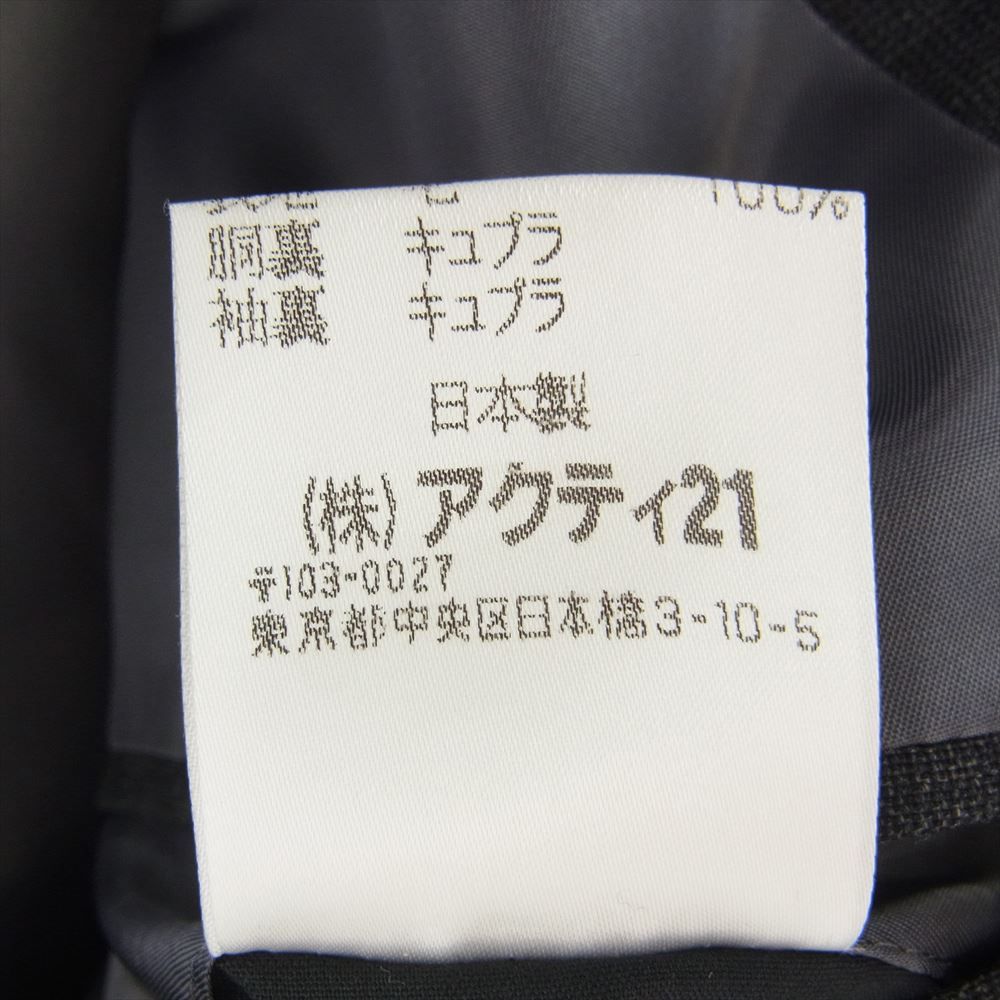 100%
胴裏 キュプラ
袖裏 キュプラ
日本製
(株)アクティ21
〒103-0027
東京都中央区日本橋3-10-5